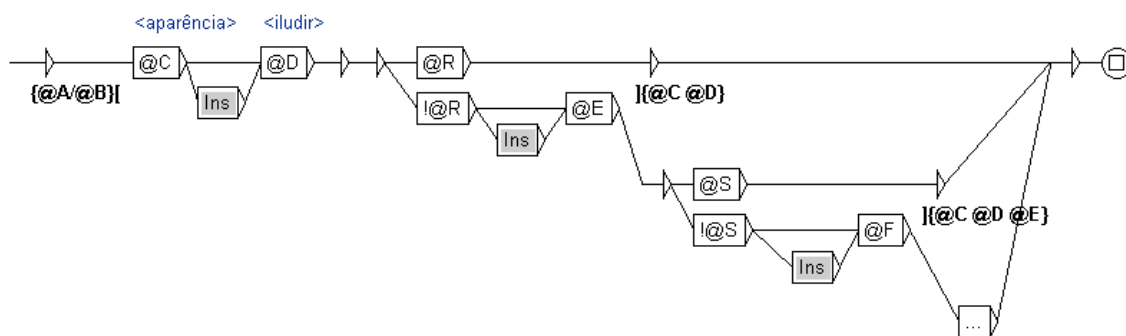 <aparência> <iludir>
@C @D @R
{@A/@B}[ ]{@C @D}
Ins !@R @E
Ins
@S
]{@C @D @E}
!@S @F
Ins
...